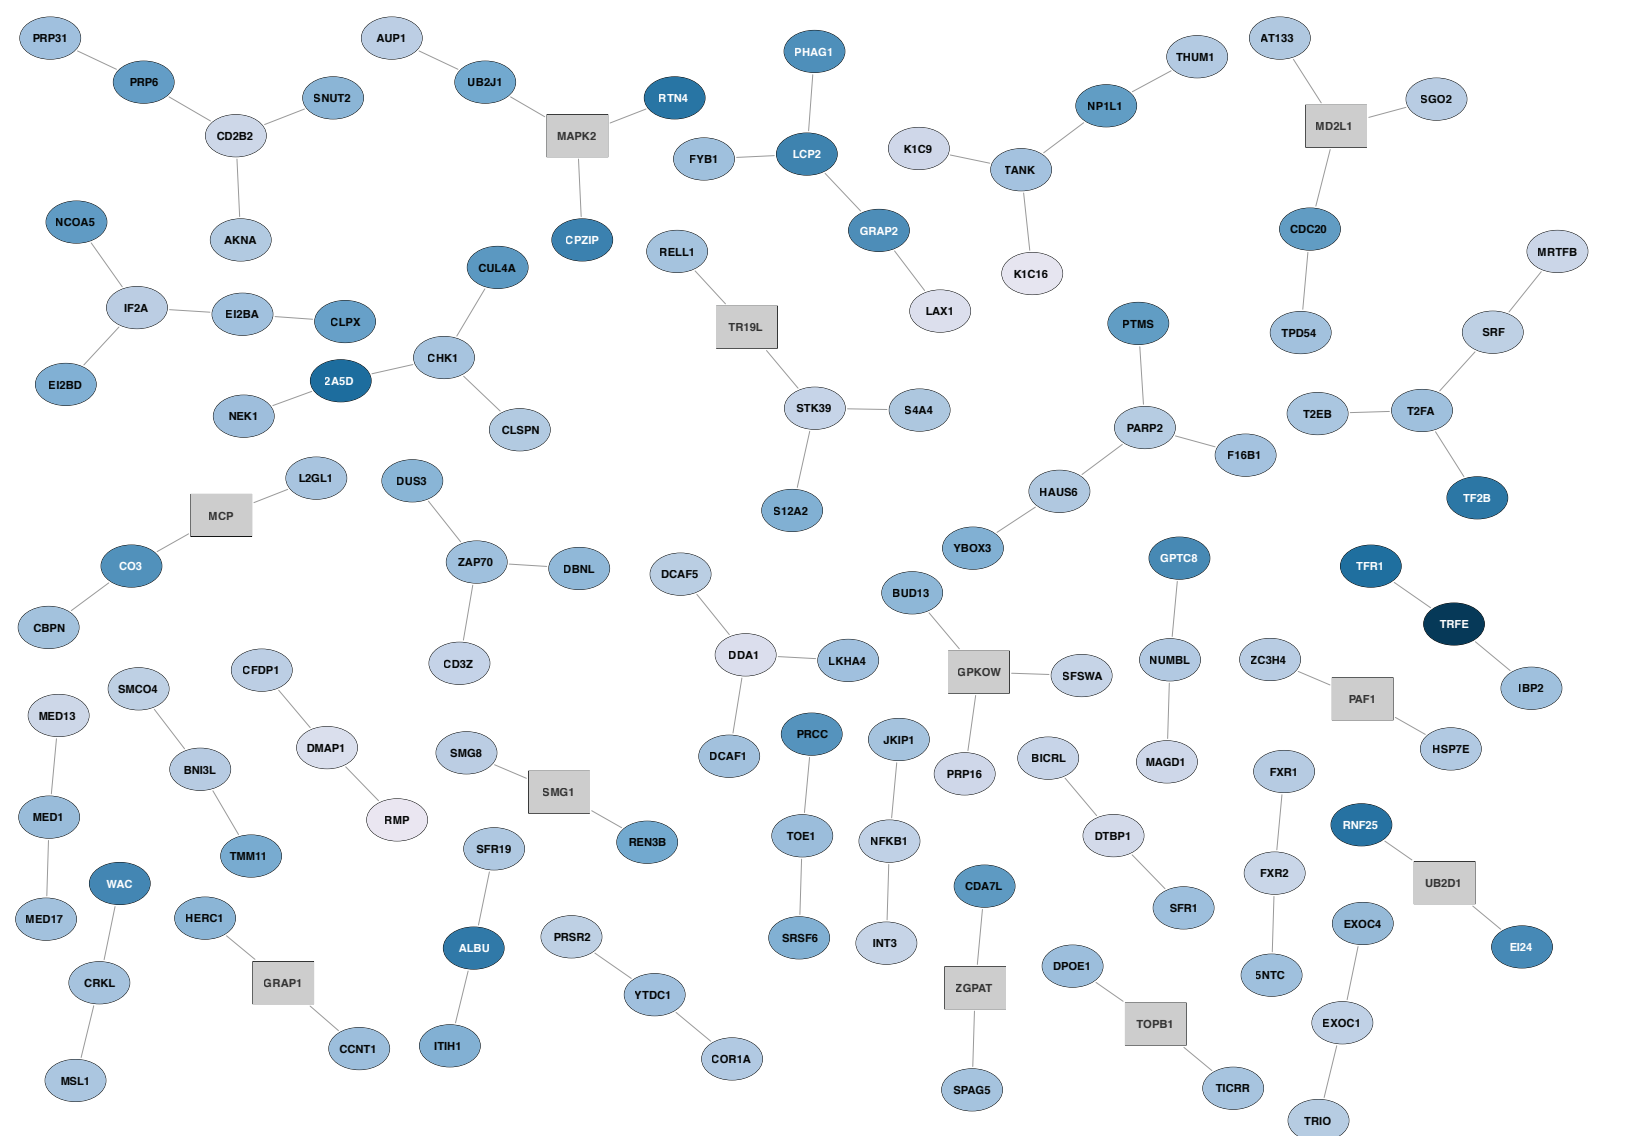 PRP31
PRP6
SNUT2
CD2B2
AKNA
AUP1
UB2J1
RTN4
MAPK2
CPZIP
PHAG1
FYB1
LCP2
GRAP2
LAX1
THUM1
NP1L1
K1C9
TANK
K1C16
AT133
SGO2
MD2L1
CDC20
TPD54
NCOA5
IF2A
EI2BA
CLPX
EI2BD
CUL4A
CHK1
2A5D
NEK1
CLSPN
RELL1
TR19L
STK39
S4A4
S12A2
PTMS
PARP2
F16B1
HAUS6
YBOX3
MRTFB
SRF
T2EB
T2FA
TF2B
L2GL1
MCP
CO3
CBPN
DUS3
ZAP70
DBNL
CD3Z
DCAF5
DDA1
LKHA4
DCAF1
BUD13
GPKOW
SFSWA
PRP16
GPTC8
NUMBL
MAGD1
TFR1
TRFE
IBP2
ZC3H4
PAF1
HSP7E
MED13
MED1
MED17
SMCO4
BNI3L
TMM11
CFDP1
DMAP1
RMP
SMG8
SMG1
REN3B
PRCC
TOE1
SRSF6
JKIP1
NFKB1
INT3
BICRL
DTBP1
SFR1
FXR1
FXR2
5NTC
RNF25
UB2D1
EI24
WAC
CRKL
MSL1
HERC1
GRAP1
CCNT1
SFR19
ALBU
ITIH1
PRSR2
YTDC1
COR1A
CDA7L
ZGPAT
SPAG5
DPOE1
TOPB1
TICRR
EXOC4
EXOC1
TRIO